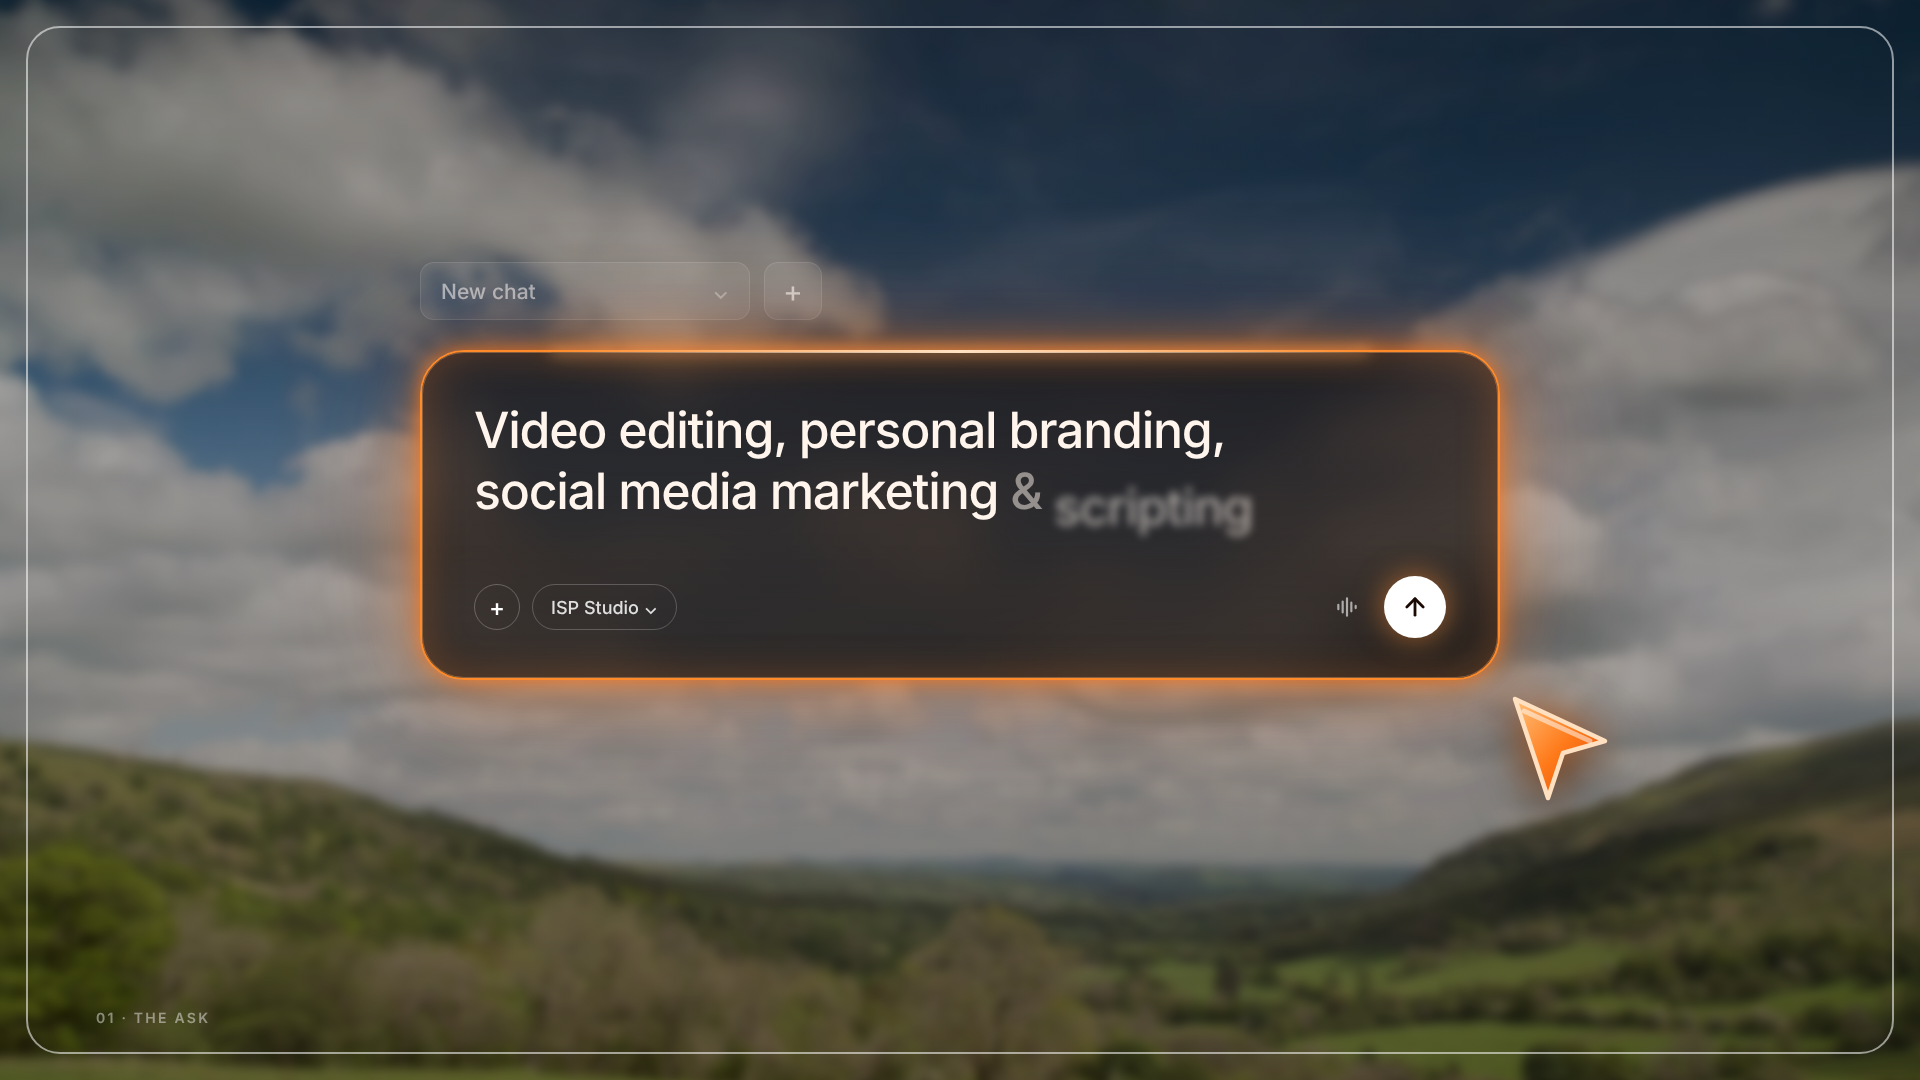 New chat
Video editing, personal branding,
social media marketing & scripting
ISP Studio
01 · THE ASK